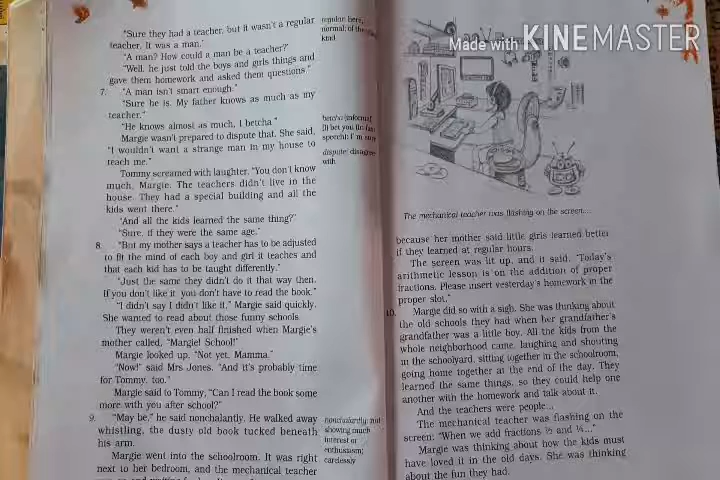 "Sure they had a teacher, but it wasn't a regular
teacher. It was a man."
"A man? How could a man be a teacher?"
"Well, he just told the boys and girls things and
gave them homework and asked them questions."
7. "A man isn't smart enough."
"Sure he is. My father knows as much as my
teacher."
"He knows almost as much, I betcha."
Margie wasn't prepared to dispute that. She said,
"I wouldn't want a strange man in my house to
teach me."
Tommy screamed with laughter. "You don't know
much, Margie. The teachers didn't live in the
house. They had a special building and all the
kids went there."
"And all the kids learned the same thing?"
"Sure, if they were the same age."
8. "But my mother says a teacher has to be adjusted
to fit the mind of each boy and girl it teaches and
that each kid has to be taught differently."
"Just the same they didn't do it that way then.
If you don't like it, you don't have to read the book."
"I didn't say I didn't like it," Margie said quickly.
She wanted to read about those funny schools.
They weren't even half finished when Margie's
mother called, "Margie! School!"
Margie looked up. "Not yet, Mamma."
"Now!" said Mrs Jones. "And it's probably time
for Tommy, too."
Margie said to Tommy, "Can I read the book some
more with you after school?"
9. "May be," he said nonchalantly. He walked away
whistling, the dusty old book tucked beneath
his arm.
Margie went into the schoolroom. It was right
next to her bedroom, and the mechanical teacher
regular here,
normal; of the
kind
betcha (informal
I'll bet you
speech): I'm sure
dispute: disagree
with
nonchalantly: not
showing much
interest or
enthusiasm;
carelessly
Made with KINEMASTER
The mechanical teacher was flashing on the screen...
because her mother said little girls learned better
if they learned at regular hours.
The screen was lit up, and it said: "Today's
arithmetic lesson is on the addition of proper
fractions. Please insert yesterday's homework in the
proper slot."
10. Margie did so with a sigh. She was thinking about
the old schools they had when her grandfather's
grandfather was a little boy. All the kids from the
whole neighborhood came, laughing and shouting
in the schoolyard, sitting together in the schoolroom,
going home together at the end of the day. They
learned the same things, so they could help one
another with the homework and talk about it.
And the teachers were people...
The mechanical teacher was flashing on the
screen: "When we add fractions ½ and ¼..."
Margie was thinking about how the kids must
have loved it in the old days. She was thinking
about the fun they had.